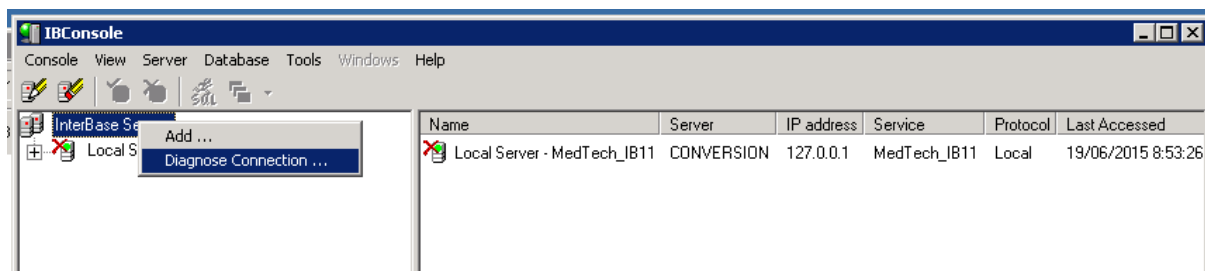 IBConsole
Console View Server Database Tools Windows Help
SQL
InterBase Se
Add ...
Local S
Diagnose Connection ...
Name Server IP address Service Protocol Last Accessed
Local Server - MedTech_IB11 CONVERSION 127.0.0.1 MedTech_IB11 Local 19/06/2015 8:53:26